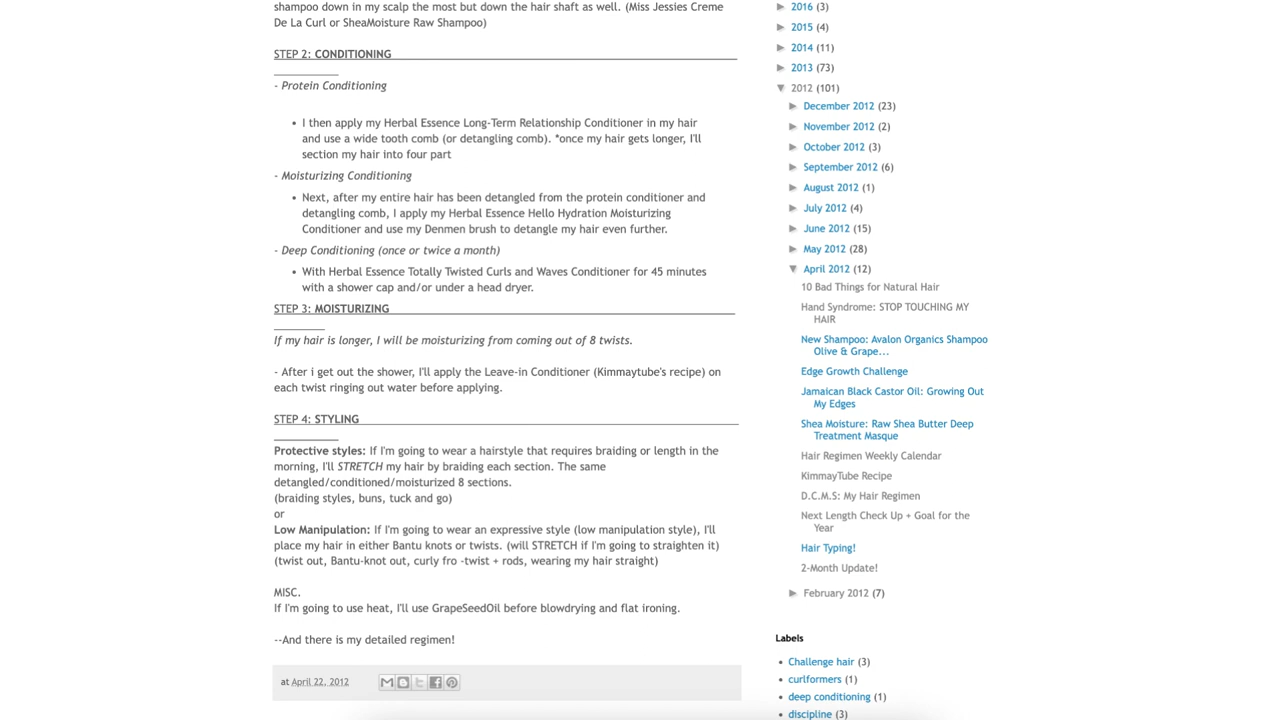 shampoo down in my scalp the most but down the hair shaft as well. (Miss Jessies Creme
De La Curl or SheaMoisture Raw Shampoo)
STEP 2: CONDITIONING
- Protein Conditioning
• I then apply my Herbal Essence Long-Term Relationship Conditioner in my hair
and use a wide tooth comb (or detangling comb). *once my hair gets longer, I'll
section my hair into four part
- Moisturizing Conditioning
• Next, after my entire hair has been detangled from the protein conditioner and
detangling comb, I apply my Herbal Essence Hello Hydration Moisturizing
Conditioner and use my Denmen brush to detangle my hair even further.
- Deep Conditioning (once or twice a month)
• With Herbal Essence Totally Twisted Curls and Waves Conditioner for 45 minutes
with a shower cap and/or under a head dryer.
STEP 3: MOISTURIZING
If my hair is longer, I will be moisturizing from coming out of 8 twists.
- After i get out the shower, I'll apply the Leave-in Conditioner (Kimmaytube's recipe) on
each twist ringing out water before applying.
STEP 4: STYLING
Protective styles: If I'm going to wear a hairstyle that requires braiding or length in the
morning, I'll STRETCH my hair by braiding each section. The same
detangled/conditioned/moisturized 8 sections.
(braiding styles, buns, tuck and go)
or
Low Manipulation: If I'm going to wear an expressive style (low manipulation style), I'll
place my hair in either Bantu knots or twists. (will STRETCH if I'm going to straighten it)
(twist out, Bantu-knot out, curly fro -twist + rods, wearing my hair straight)
MISC.
If I'm going to use heat, I'll use GrapeSeedOil before blowdrying and flat ironing.
--And there is my detailed regimen!
at April 22, 2012
► 2016 (3)
► 2015 (4)
► 2014 (11)
► 2013 (73)
▼ 2012 (101)
► December 2012 (23)
► November 2012 (2)
► October 2012 (3)
► September 2012 (6)
► August 2012 (1)
► July 2012 (4)
► June 2012 (15)
► May 2012 (28)
▼ April 2012 (12)
10 Bad Things for Natural Hair
Hand Syndrome: STOP TOUCHING MY
HAIR
New Shampoo: Avalon Organics Shampoo
Olive & Grape...
Edge Growth Challenge
Jamaican Black Castor Oil: Growing Out
My Edges
Shea Moisture: Raw Shea Butter Deep
Treatment Masque
Hair Regimen Weekly Calendar
KimmayTube Recipe
D.C.M.S: My Hair Regimen
Next Length Check Up + Goal for the
Year
Hair Typing!
2-Month Update!
► February 2012 (7)
Labels
• Challenge hair (3)
• curlformers (1)
• deep conditioning (1)
• discipline (3)